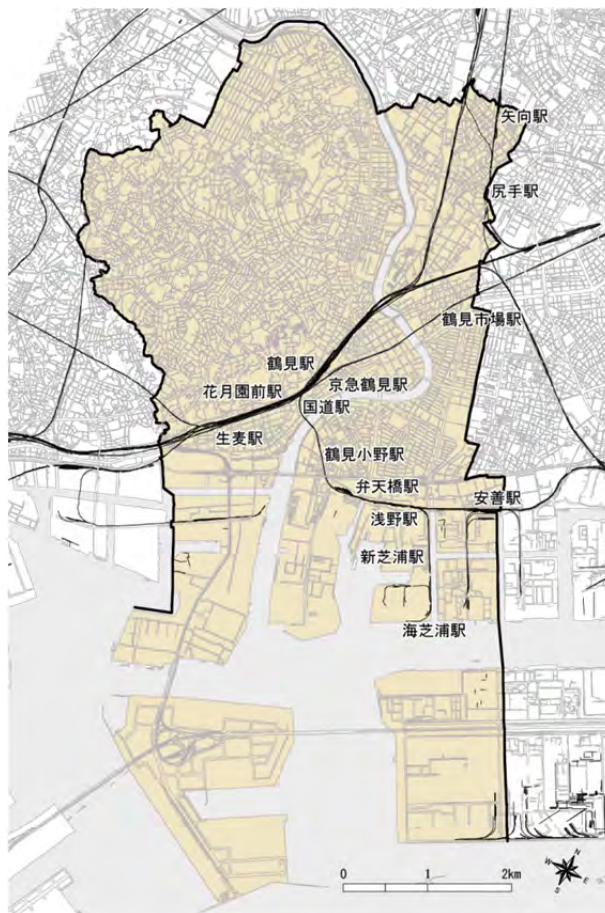 矢向駅
尻手駅
鶴見市場駅
鶴見駅
京急鶴見駅
花月園前駅
国道駅
生麦駅
鶴見小野駅
弁天橋駅
安善駅
浅野駅
新芝浦駅
海芝浦駅
0 1 2km
N
W
E
S